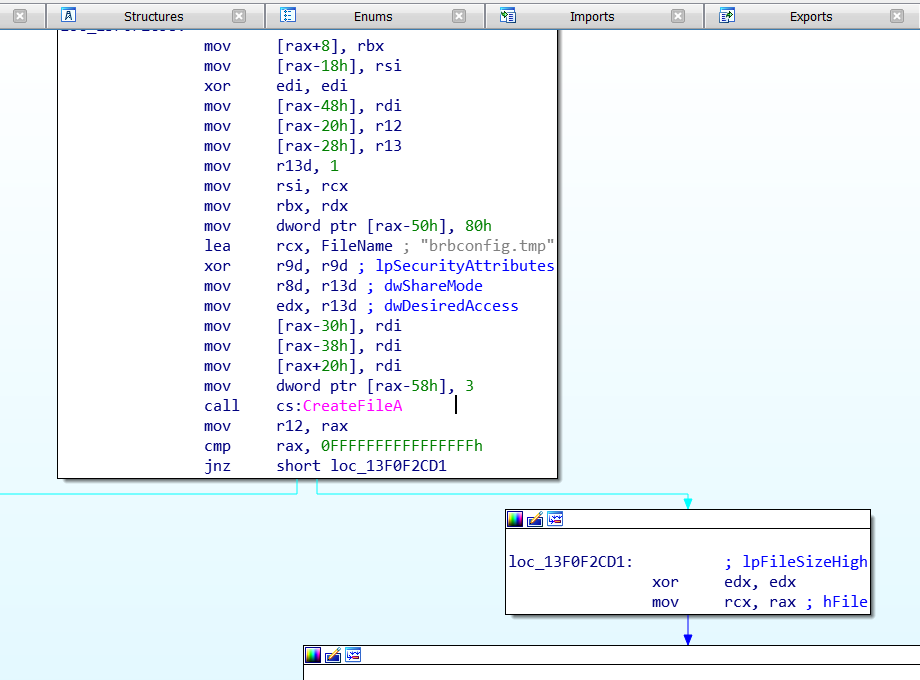 Structures Enums Imports Exports
mov [rax+8], rbx
mov [rax-18h], rsi
xor edi, edi
mov [rax-48h], rdi
mov [rax-20h], r12
mov [rax-28h], r13
mov r13d, 1
mov rsi, rcx
mov rbx, rdx
mov dword ptr [rax-50h], 80h
lea rcx, FileName ; "brbconfig.tmp"
xor r9d, r9d ; lpSecurityAttributes
mov r8d, r13d ; dwShareMode
mov edx, r13d ; dwDesiredAccess
mov [rax-30h], rdi
mov [rax-38h], rdi
mov [rax+20h], rdi
mov dword ptr [rax-58h], 3
call cs:CreateFileA
mov r12, rax
cmp rax, 0FFFFFFFFFFFFFFFFh
jnz short loc_13F0F2CD1
loc_13F0F2CD1: ; lpFileSizeHigh
xor edx, edx
mov rcx, rax ; hFile